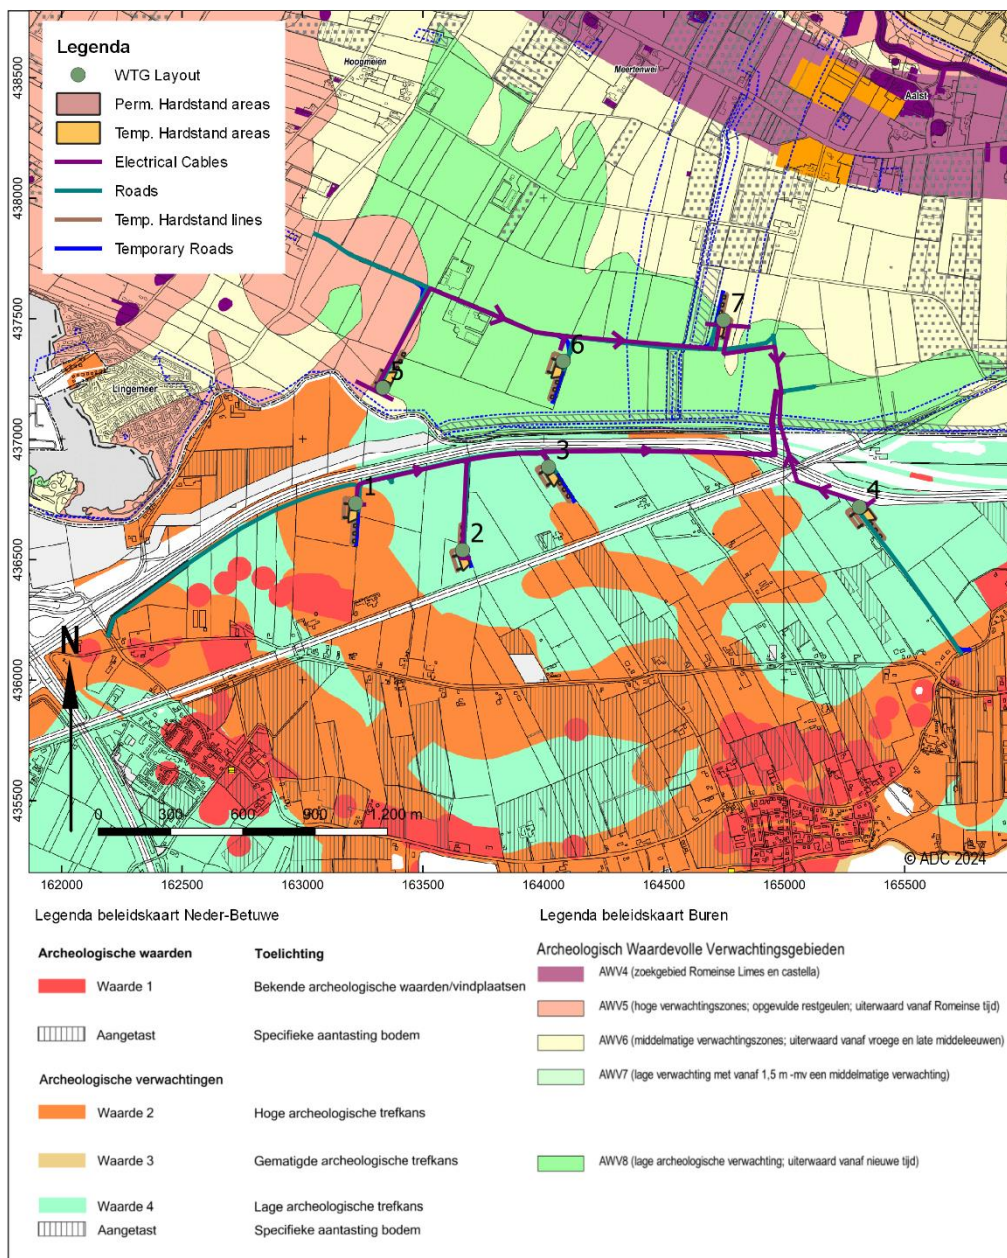 Legenda
WTG Layout
Perm. Hardstand areas
Temp. Hardstand areas
Electrical Cables
Roads
Temp. Hardstand lines
Temporary Roads
Hoogmeien
Meertenwei
Aalst
Lingemeer
7
6
5
3
1
2
4
N
438500
438000
437500
437000
436500
436000
435500
0 300 600 900 1.200 m
© ADC 2024
162000 162500 163000 163500 164000 164500 165000 165500
Legenda beleidskaart Neder-Betuwe
Archeologische waarden Toelichting
Waarde 1 Bekende archeologische waarden/vindplaatsen
Aangetast Specifieke aantasting bodem
Archeologische verwachtingen
Waarde 2 Hoge archeologische trefkans
Waarde 3 Gematigde archeologische trefkans
Waarde 4 Lage archeologische trefkans
Aangetast Specifieke aantasting bodem
Legenda beleidskaart Buren
Archeologisch Waardevolle Verwachtingsgebieden
AWV4 (zoekgebied Romeinse Limes en castella)
AWV5 (hoge verwachtingszones; opgevulde restgeulen; uiterwaard vanaf Romeinse tijd)
AWV6 (middelmatige verwachtingszones; uiterwaard vanaf vroege en late middeleeuwen)
AWV7 (lage verwachting met vanaf 1,5 m -mv een middelmatige verwachting)
AWV8 (lage archeologische verwachting; uiterwaard vanaf nieuwe tijd)